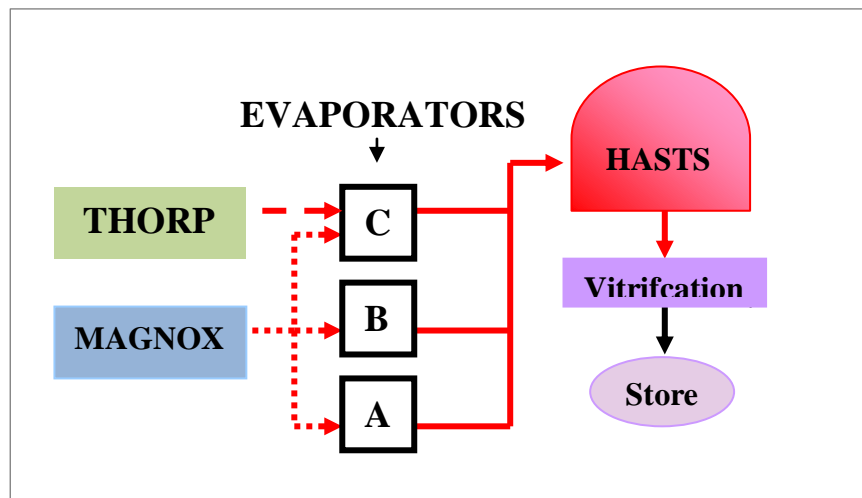 EVAPORATORS
HASTS
THORP
C
Vitrifcation
MAGNOX
B
A
Store